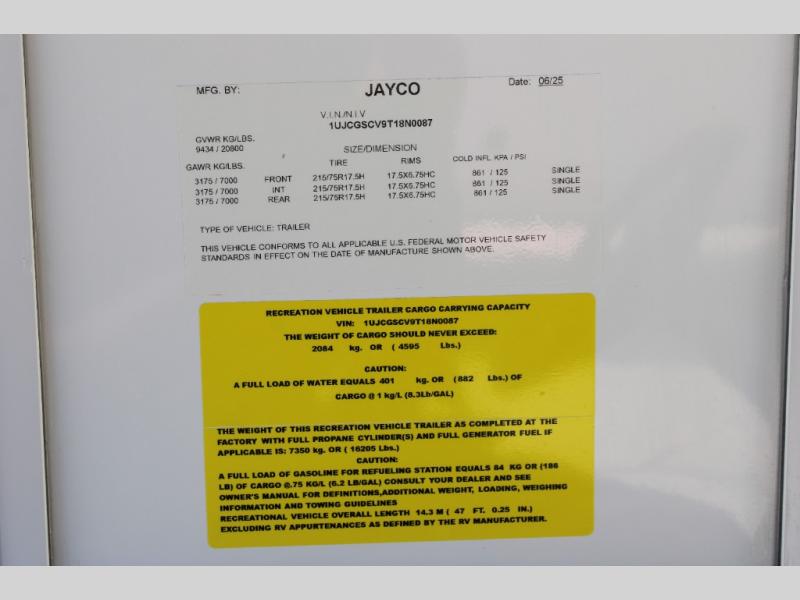 MFG. BY: JAYCO Date: 06/25
V.I.N./N.I.V
1UJCGSCV9T18N0087
GVWR KG/LBS.
9434 / 20800
SIZE/DIMENSION
GAWR KG/LBS. TIRE RIMS COLD INFL. KPA / PSI
3175 / 7000 FRONT 215/75R17.5H 17.5X6.75HC 861 / 125 SINGLE
3175 / 7000 INT 215/75R17.5H 17.5X6.75HC 861 / 125 SINGLE
3175 / 7000 REAR 215/75R17.5H 17.5X6.75HC 861 / 125 SINGLE
TYPE OF VEHICLE: TRAILER
THIS VEHICLE CONFORMS TO ALL APPLICABLE U.S. FEDERAL MOTOR VEHICLE SAFETY
STANDARDS IN EFFECT ON THE DATE OF MANUFACTURE SHOWN ABOVE.
RECREATION VEHICLE TRAILER CARGO CARRYING CAPACITY
VIN: 1UJCGSCV9T18N0087
THE WEIGHT OF CARGO SHOULD NEVER EXCEED:
2084 kg. OR ( 4595 Lbs.)
CAUTION:
A FULL LOAD OF WATER EQUALS 401 kg. OR (882 Lbs.) OF
CARGO @ 1 kg/L (8.3Lb/GAL)
THE WEIGHT OF THIS RECREATION VEHICLE TRAILER AS COMPLETED AT THE
FACTORY WITH FULL PROPANE CYLINDER(S) AND FULL GENERATOR FUEL IF
APPLICABLE IS: 7350 kg. OR ( 16205 Lbs.)
CAUTION:
A FULL LOAD OF GASOLINE FOR REFUELING STATION EQUALS 84 KG OR (186
LB) OF CARGO @.75 KG/L (6.2 LB/GAL) CONSULT YOUR DEALER AND SEE
OWNER'S MANUAL FOR DEFINITIONS,ADDITIONAL WEIGHT, LOADING, WEIGHING
INFORMATION AND TOWING GUIDELINES
RECREATIONAL VEHICLE OVERALL LENGTH 14.3 M ( 47 FT. 0.25 IN.)
EXCLUDING RV APPURTENANCES AS DEFINED BY THE RV MANUFACTURER.